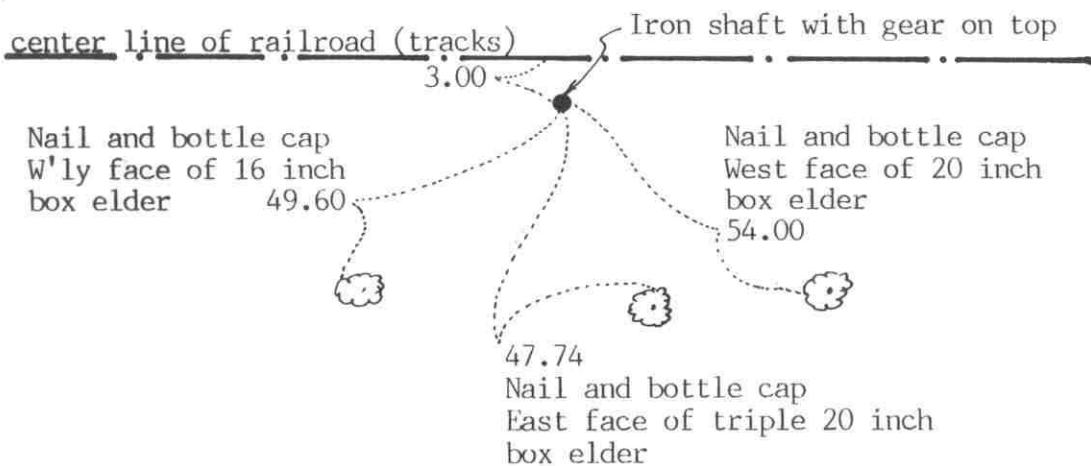 Iron shaft with gear on top
center line of railroad (tracks)
3.00
Nail and bottle cap
W'ly face of 16 inch
box elder
49.60
Nail and bottle cap
West face of 20 inch
box elder
54.00
47.74
Nail and bottle cap
East face of triple 20 inch
box elder